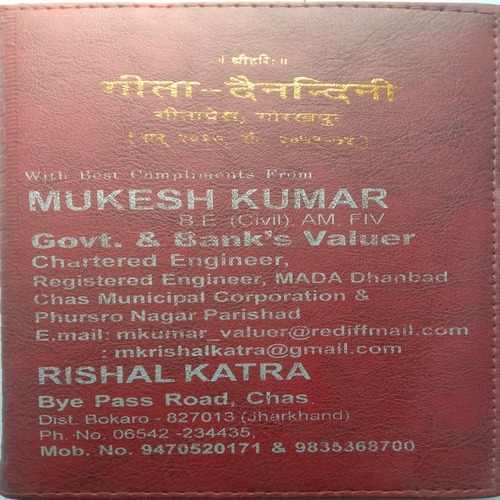 ॥ श्रीहरिः ॥
गीता--दैनन्दिनी
गीताप्रेस, गोरखपुर
With Best Compliments From
MUKESH KUMAR
B.E. (Civil), AM, FIV
Govt. & Bank's Valuer
Chartered Engineer,
Registered Engineer, MADA Dhanbad
Chas Municipal Corporation &
Phursro Nagar Parishad
E.mail: mkumar_valuer@rediffmail.com
: mkrishalkatra@gmail.com
RISHAL KATRA
Bye Pass Road, Chas
Dist. Bokaro - 827013 (Jharkhand)
Ph. No. 06542 -234435,
Mob. No. 9470520171 & 9835368700